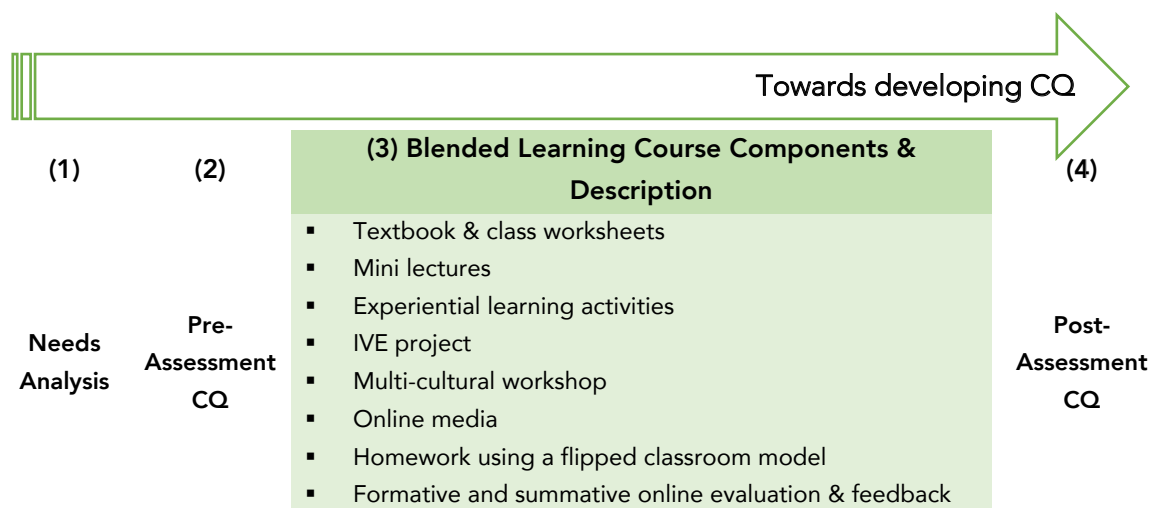 Towards developing CQ
(1)
(2)
(3) Blended Learning Course Components &
Description
(4)
Needs
Analysis
Pre-
Assessment
CQ
▪ Textbook & class worksheets
▪ Mini lectures
▪ Experiential learning activities
▪ IVE project
▪ Multi-cultural workshop
▪ Online media
▪ Homework using a flipped classroom model
▪ Formative and summative online evaluation & feedback
Post-
Assessment
CQ